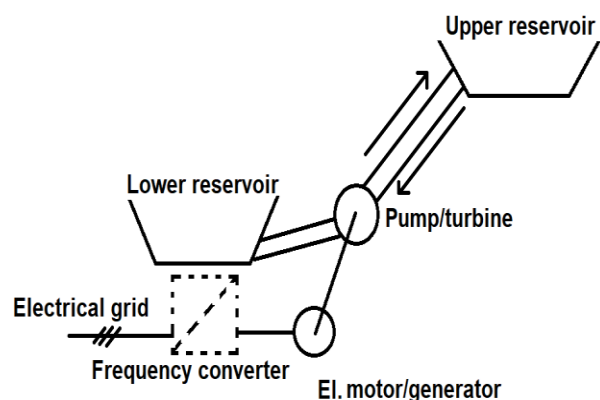 Upper reservoir
Lower reservoir
Pump/turbine
Electrical grid
Frequency converter
El. motor/generator